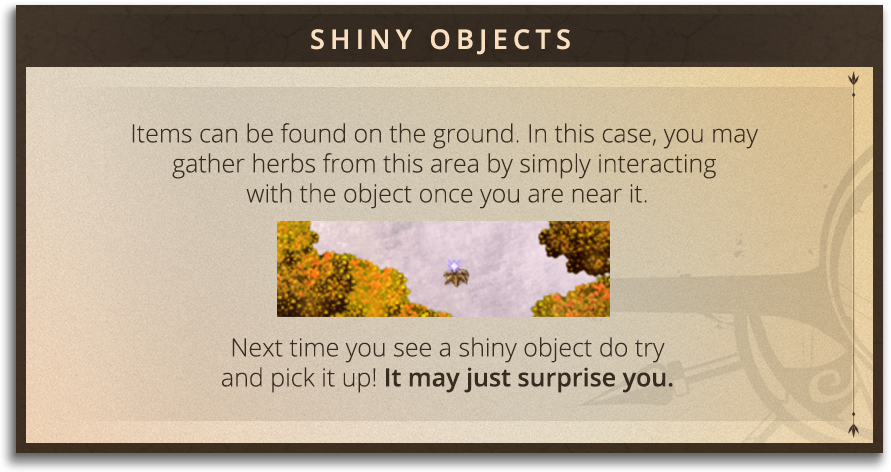 SHINY OBJECTS
Items can be found on the ground. In this case, you may
gather herbs from this area by simply interacting
with the object once you are near it.
Next time you see a shiny object do try
and pick it up! It may just surprise you.